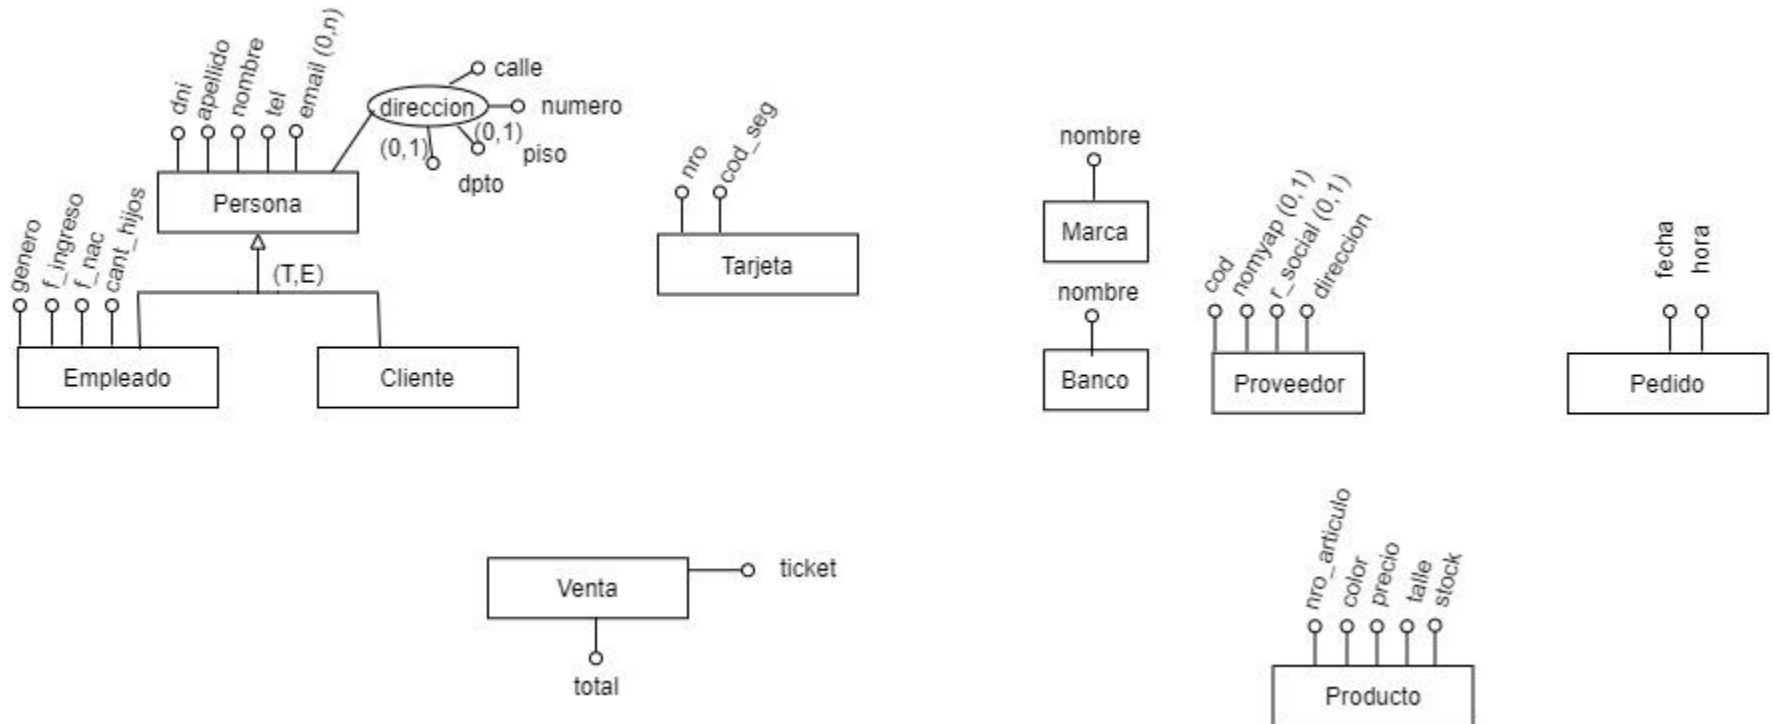 dni
apellido
nombre
tel
email (0,n)
direccion
calle
numero
(0,1)
piso
(0,1)
dpto
Persona
genero
f_ingreso
f_nac
cant_hijos
(T,E)
Empleado
Cliente
nro
cod_seg
Tarjeta
nombre
Marca
nombre
Banco
cod
nomyap (0,1)
r_social (0,1)
direccion
Proveedor
fecha
hora
Pedido
Venta
ticket
total
nro_articulo
color
precio
talle
stock
Producto